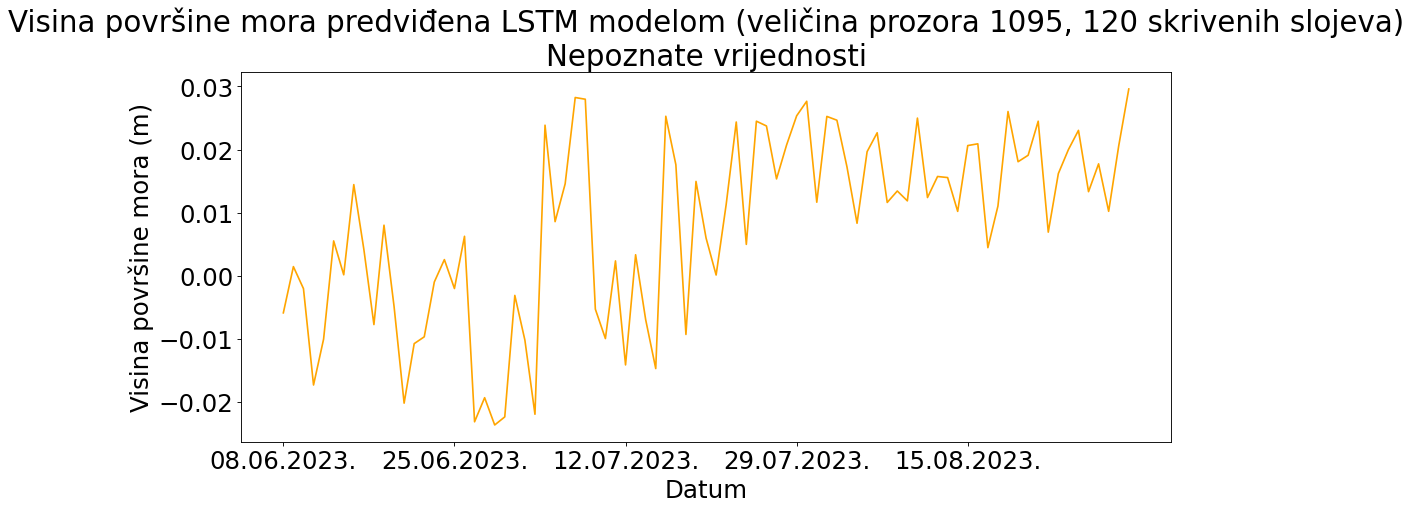 Visina površine mora predviđena LSTM modelom (veličina prozora 1095, 120 skrivenih slojeva)
Nepoznate vrijednosti
Visina površine mora (m)
0.03
0.02
0.01
0.00
−0.01
−0.02
08.06.2023. 25.06.2023. 12.07.2023. 29.07.2023. 15.08.2023.
Datum